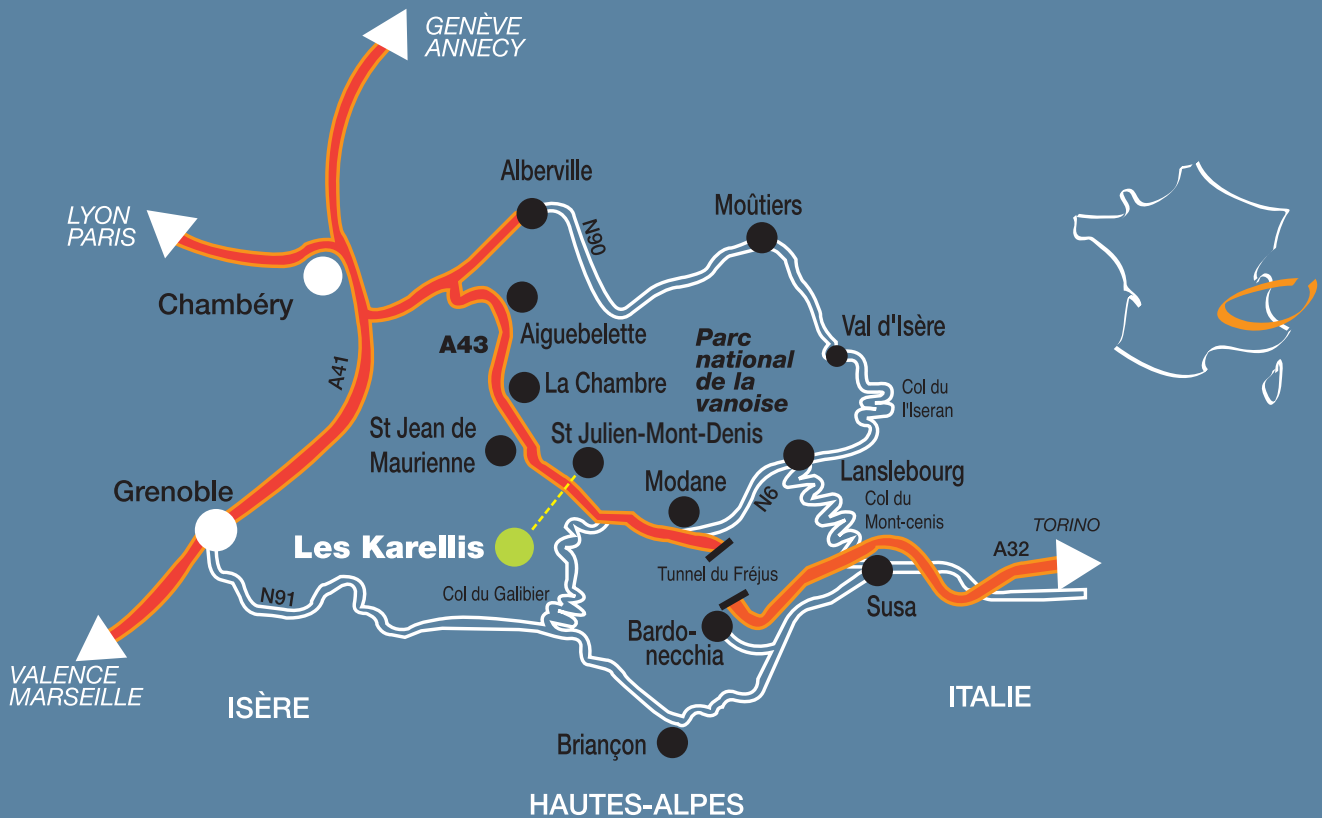 GENÈVE
ANNECY
Alberville
LYON
PARIS
Moûtiers
N90
Chambéry
Val d'Isère
Aiguebelette
A43
Parc
national
de la
vanoise
A41
La Chambre
Col du
l'Iseran
St Jean de
Maurienne
St Julien-Mont-Denis
Lanslebourg
Modane
N6
Grenoble
Col du
Mont-cenis
TORINO
Les Karellis
A32
Tunnel du Fréjus
N91
Col du Galibier
Susa
Bardo-
necchia
VALENCE
MARSEILLE
ISÈRE
ITALIE
Briançon
HAUTES-ALPES